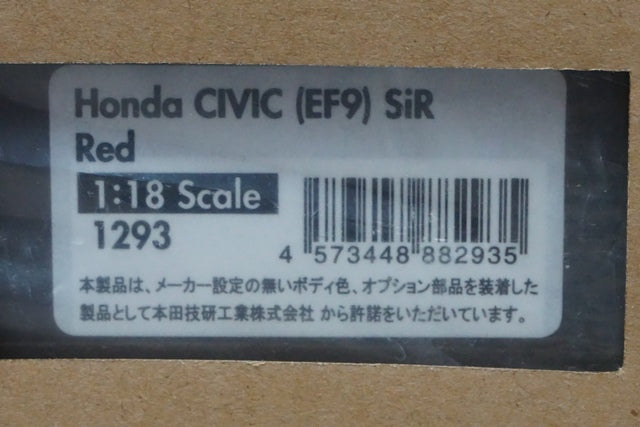 Honda CIVIC (EF9) SiR
Red
1:18 Scale
1293
4 573448 882935
本製品は、メーカー設定の無いボディ色、オプション部品を装着した
製品として本田技研工業株式会社 から許諾をいただいています。